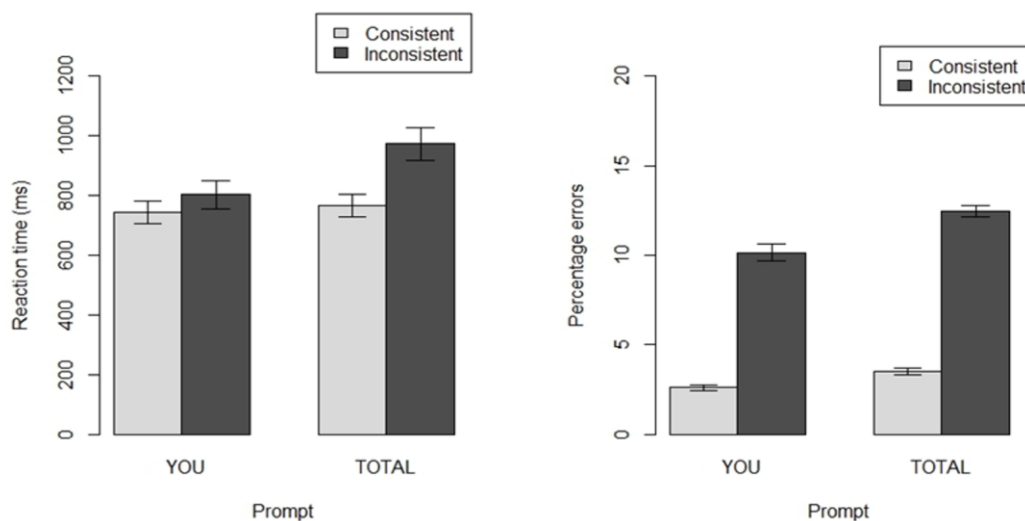 Consistent
Inconsistent
Reaction time (ms)
1200
1000
800
600
400
200
0
YOU
TOTAL
Prompt
Consistent
Inconsistent
Percentage errors
20
15
10
5
0
YOU
TOTAL
Prompt